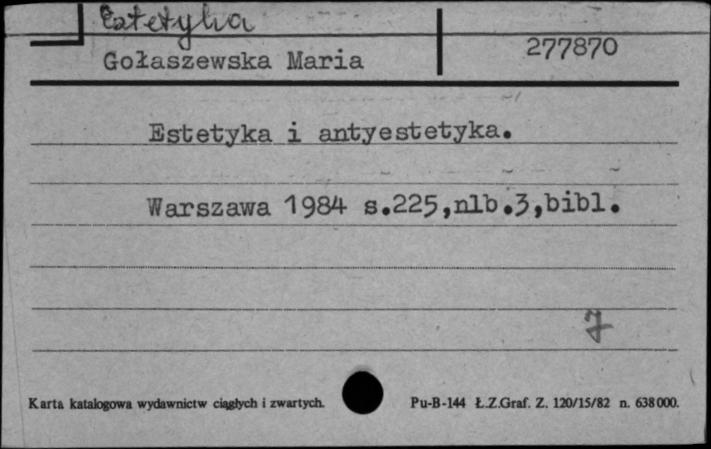 Estetyka
Gołaszewska Maria 277870
Estetyka i antyestetyka.
Warszawa 1984 s.225,nlb.3,bibl.
7
Karta katalogowa wydawnictw ciągłych i zwartych. Pu-B-144 Ł.Z.Graf. Z. 120/15/82 n. 638000.